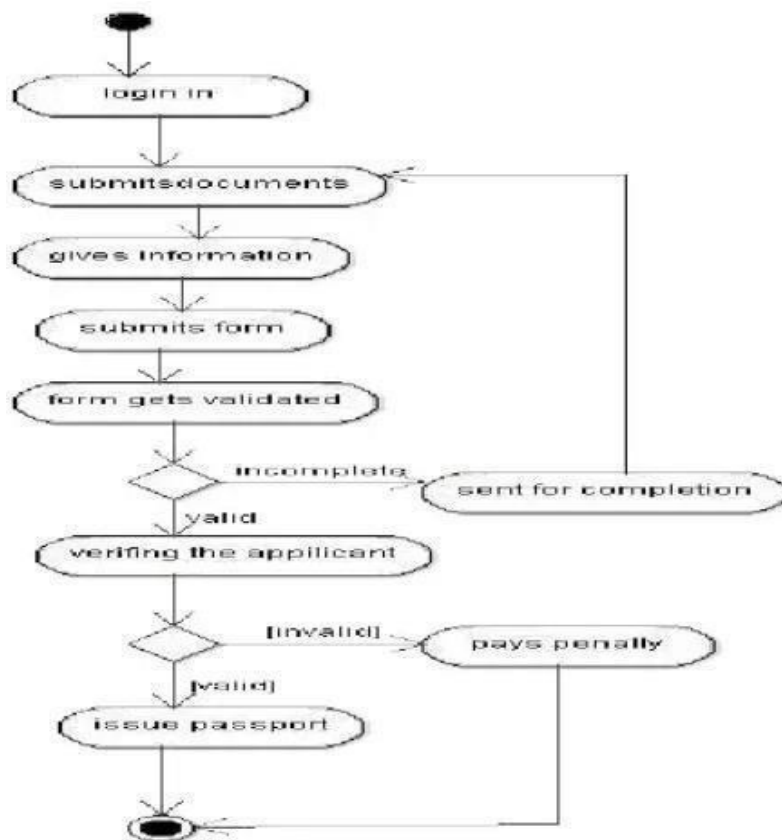 login in
submitsdocuments
gives information
submits form
form gets validated
incomplete
sent for completion
valid
verifing the appilicant
[invalid]
pays penally
[valid]
issue passport